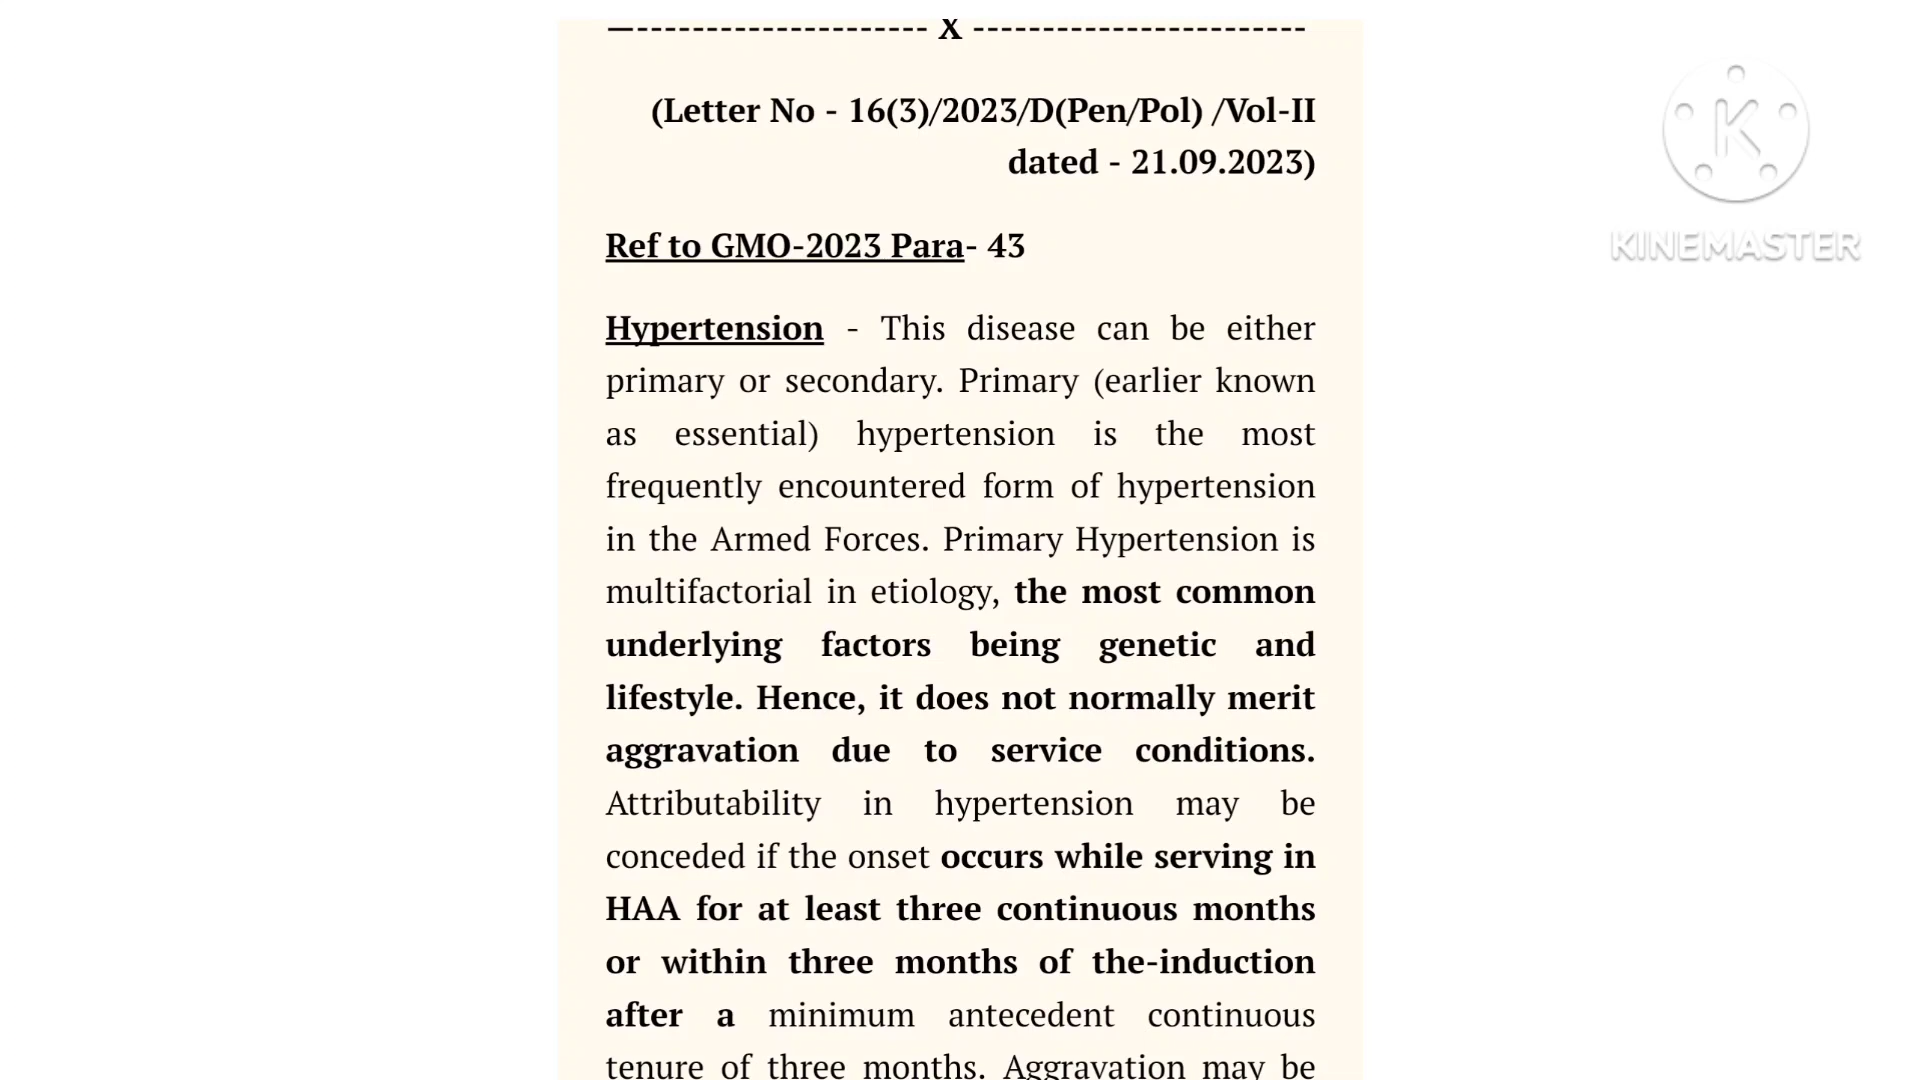 —----------------------- X ------------------------
(Letter No - 16(3)/2023/D(Pen/Pol) /Vol-II
dated - 21.09.2023)
Ref to GMO-2023 Para- 43
Hypertension - This disease can be either
primary or secondary. Primary (earlier known
as essential) hypertension is the most
frequently encountered form of hypertension
in the Armed Forces. Primary Hypertension is
multifactorial in etiology, the most common
underlying factors being genetic and
lifestyle. Hence, it does not normally merit
aggravation due to service conditions.
Attributability in hypertension may be
conceded if the onset occurs while serving in
HAA for at least three continuous months
or within three months of the-induction
after a minimum antecedent continuous
tenure of three months. Aggravation may be
K
KINEMASTER